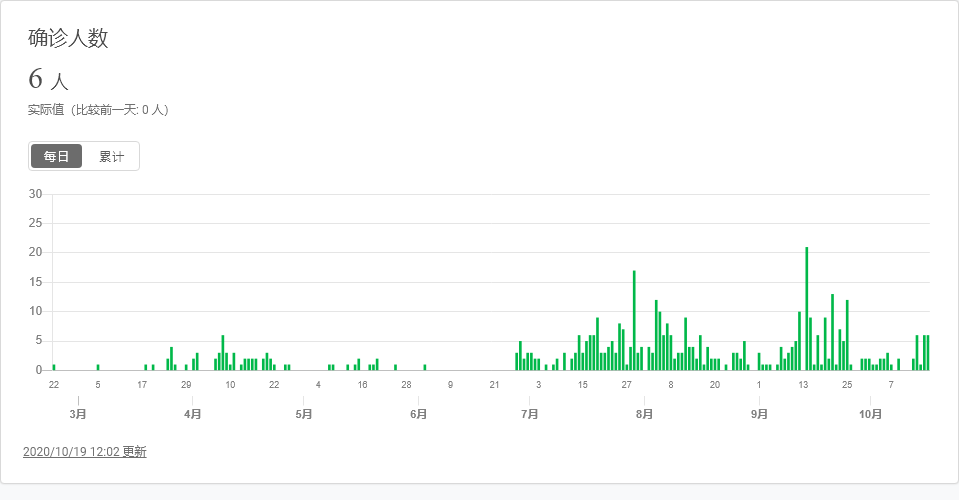 确诊人数
6 人
实际值（比较前一天: 0 人）
每日 累计
30
25
20
15
10
5
0
22 5 17 29 10 22 4 16 28 9 21 3 15 27 8 20 1 13 25 7
3月 4月 5月 6月 7月 8月 9月 10月
2020/10/19 12:02 更新